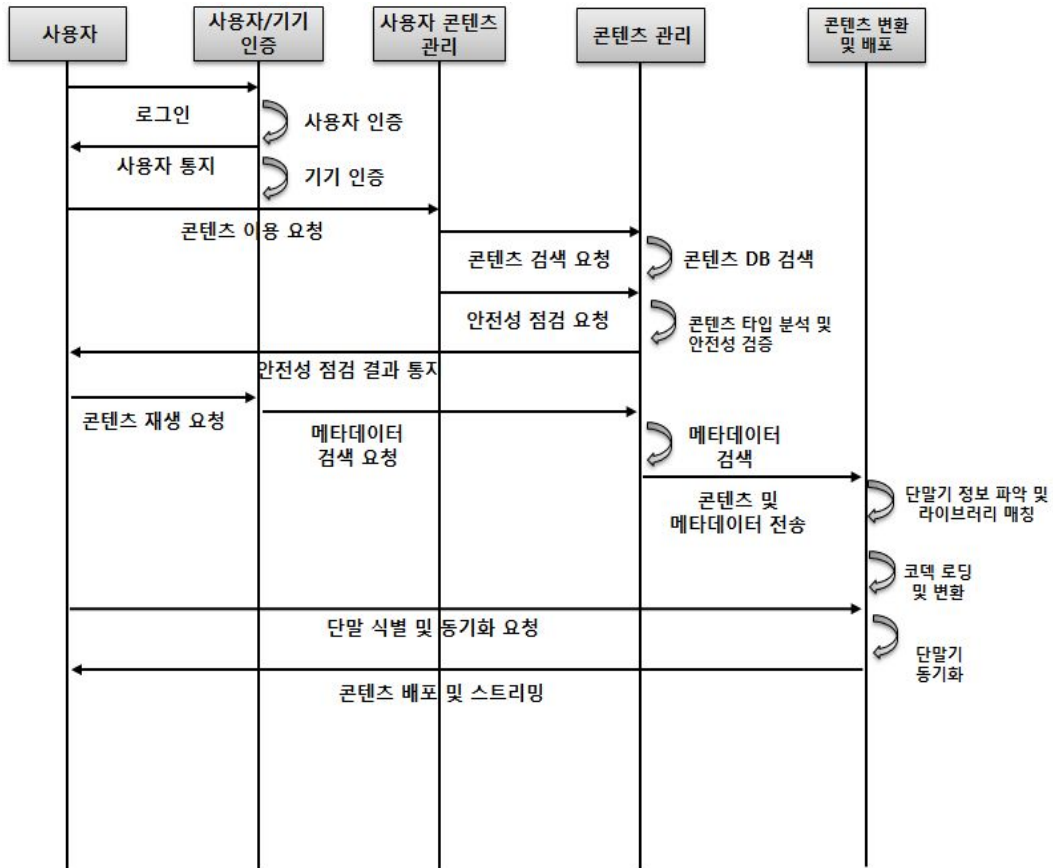 사용자
사용자/기기
인증
사용자 콘텐츠
관리
콘텐츠 관리
콘텐츠 변환
및 배포
로그인
사용자 인증
사용자 통지
기기 인증
콘텐츠 이용 요청
콘텐츠 검색 요청
콘텐츠 DB 검색
안전성 점검 요청
콘텐츠 타입 분석 및
안전성 검증
안전성 점검 결과 통지
콘텐츠 재생 요청
메타데이터
검색 요청
메타데이터
검색
콘텐츠 및
메타데이터 전송
단말기 정보 파악 및
라이브러리 매칭
코덱 로딩
및 변환
단말 식별 및 동기화 요청
단말기
동기화
콘텐츠 배포 및 스트리밍